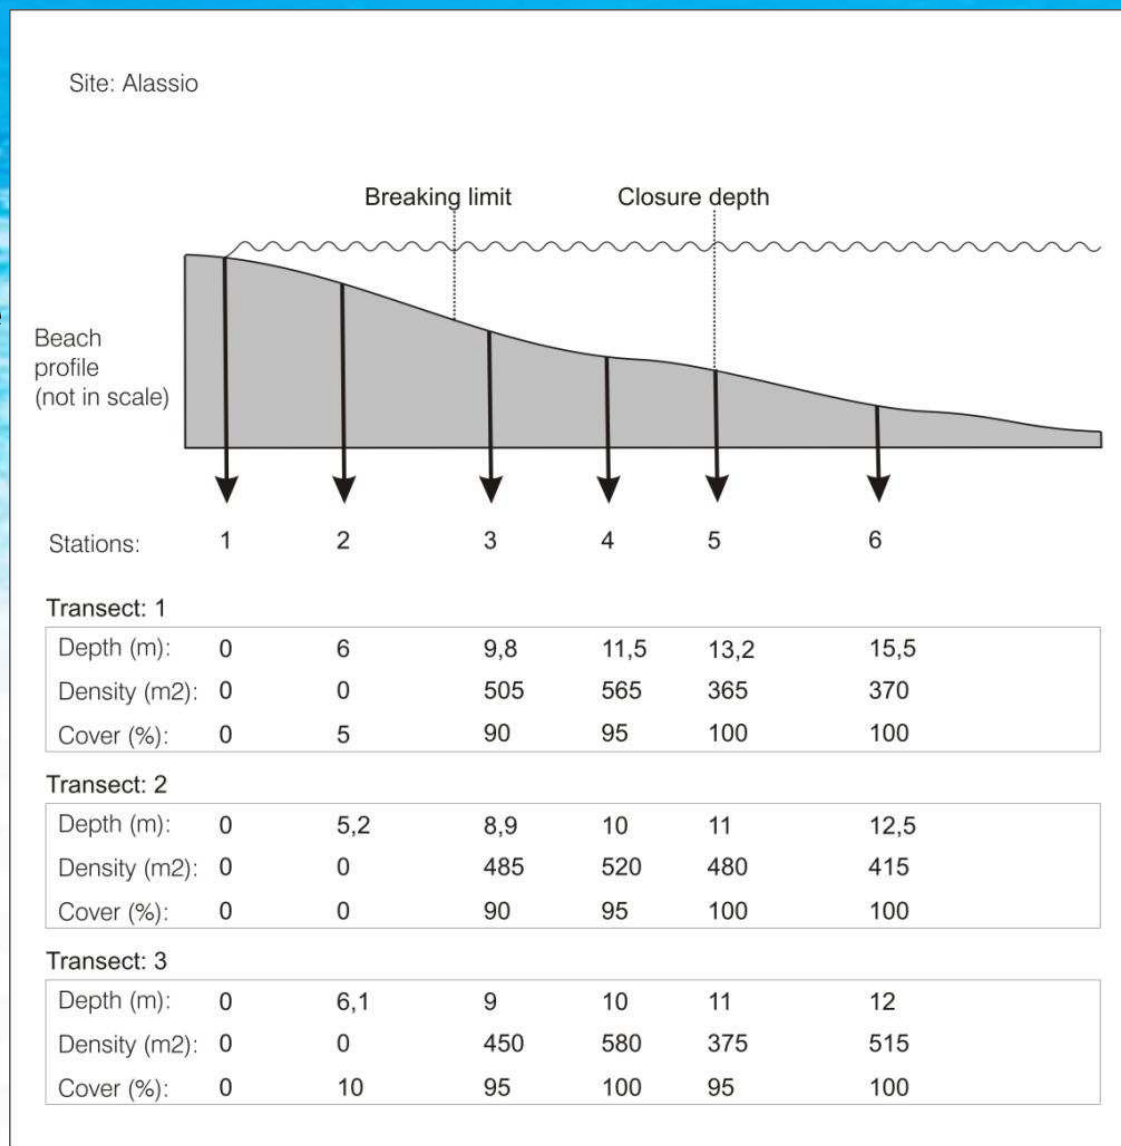 Site: Alassio
Breaking limit Closure depth
Beach
profile
(not in scale)
Stations: 1 2 3 4 5 6
Transect: 1
Depth (m): 0 6 9,8 11,5 13,2 15,5
Density (m2): 0 0 505 565 365 370
Cover (%): 0 5 90 95 100 100
Transect: 2
Depth (m): 0 5,2 8,9 10 11 12,5
Density (m2): 0 0 485 520 480 415
Cover (%): 0 0 90 95 100 100
Transect: 3
Depth (m): 0 6,1 9 10 11 12
Density (m2): 0 0 450 580 375 515
Cover (%): 0 10 95 100 95 100